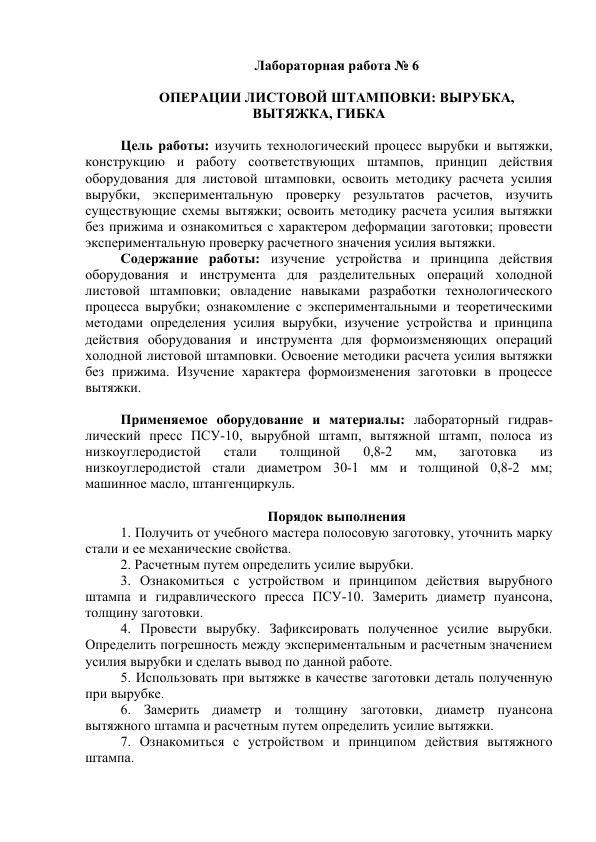 Лабораторная работа № 6
ОПЕРАЦИИ ЛИСТОВОЙ ШТАМПОВКИ: ВЫРУБКА,
ВЫТЯЖКА, ГИБКА
Цель работы: изучить технологический процесс вырубки и вытяжки,
конструкцию и работу соответствующих штампов, принцип действия
оборудования для листовой штамповки, освоить методику расчета усилия
вырубки, экспериментальную проверку результатов расчетов, изучить
существующие схемы вытяжки; освоить методику расчета усилия вытяжки
без прижима и ознакомиться с характером деформации заготовки; провести
экспериментальную проверку расчетного значения усилия вытяжки.
Содержание работы: изучение устройства и принципа действия
оборудования и инструмента для разделительных операций холодной
листовой штамповки; овладение навыками разработки технологического
процесса вырубки; ознакомление с экспериментальными и теоретическими
методами определения усилия вырубки, изучение устройства и принципа
действия оборудования и инструмента для формоизменяющих операций
холодной листовой штамповки. Освоение методики расчета усилия вытяжки
без прижима. Изучение характера формоизменения заготовки в процессе
вытяжки.
Применяемое оборудование и материалы: лабораторный гидрав-
лический пресс ПСУ-10, вырубной штамп, вытяжной штамп, полоса из
низкоуглеродистой стали толщиной 0,8-2 мм, заготовка из
низкоуглеродистой стали диаметром 30-1 мм и толщиной 0,8-2 мм;
машинное масло, штангенциркуль.
Порядок выполнения
1. Получить от учебного мастера полосовую заготовку, уточнить марку
стали и ее механические свойства.
2. Расчетным путем определить усилие вырубки.
3. Ознакомиться с устройством и принципом действия вырубного
штампа и гидравлического пресса ПСУ-10. Замерить диаметр пуансона,
толщину заготовки.
4. Провести вырубку. Зафиксировать полученное усилие вырубки.
Определить погрешность между экспериментальным и расчетным значением
усилия вырубки и сделать вывод по данной работе.
5. Использовать при вытяжке в качестве заготовки деталь полученную
при вырубке.
6. Замерить диаметр и толщину заготовки, диаметр пуансона
вытяжного штампа и расчетным путем определить усилие вытяжки.
7. Ознакомиться с устройством и принципом действия вытяжного
штампа.